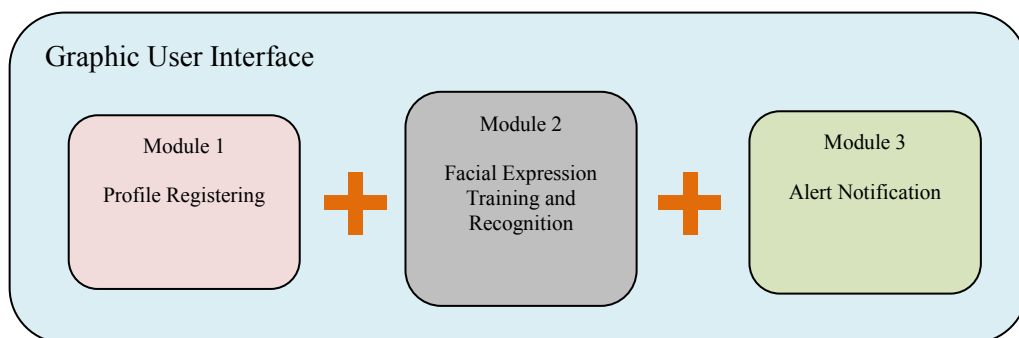 Graphic User Interface
Module 1
Profile Registering
Module 2
Facial Expression
Training and
Recognition
Module 3
Alert Notification